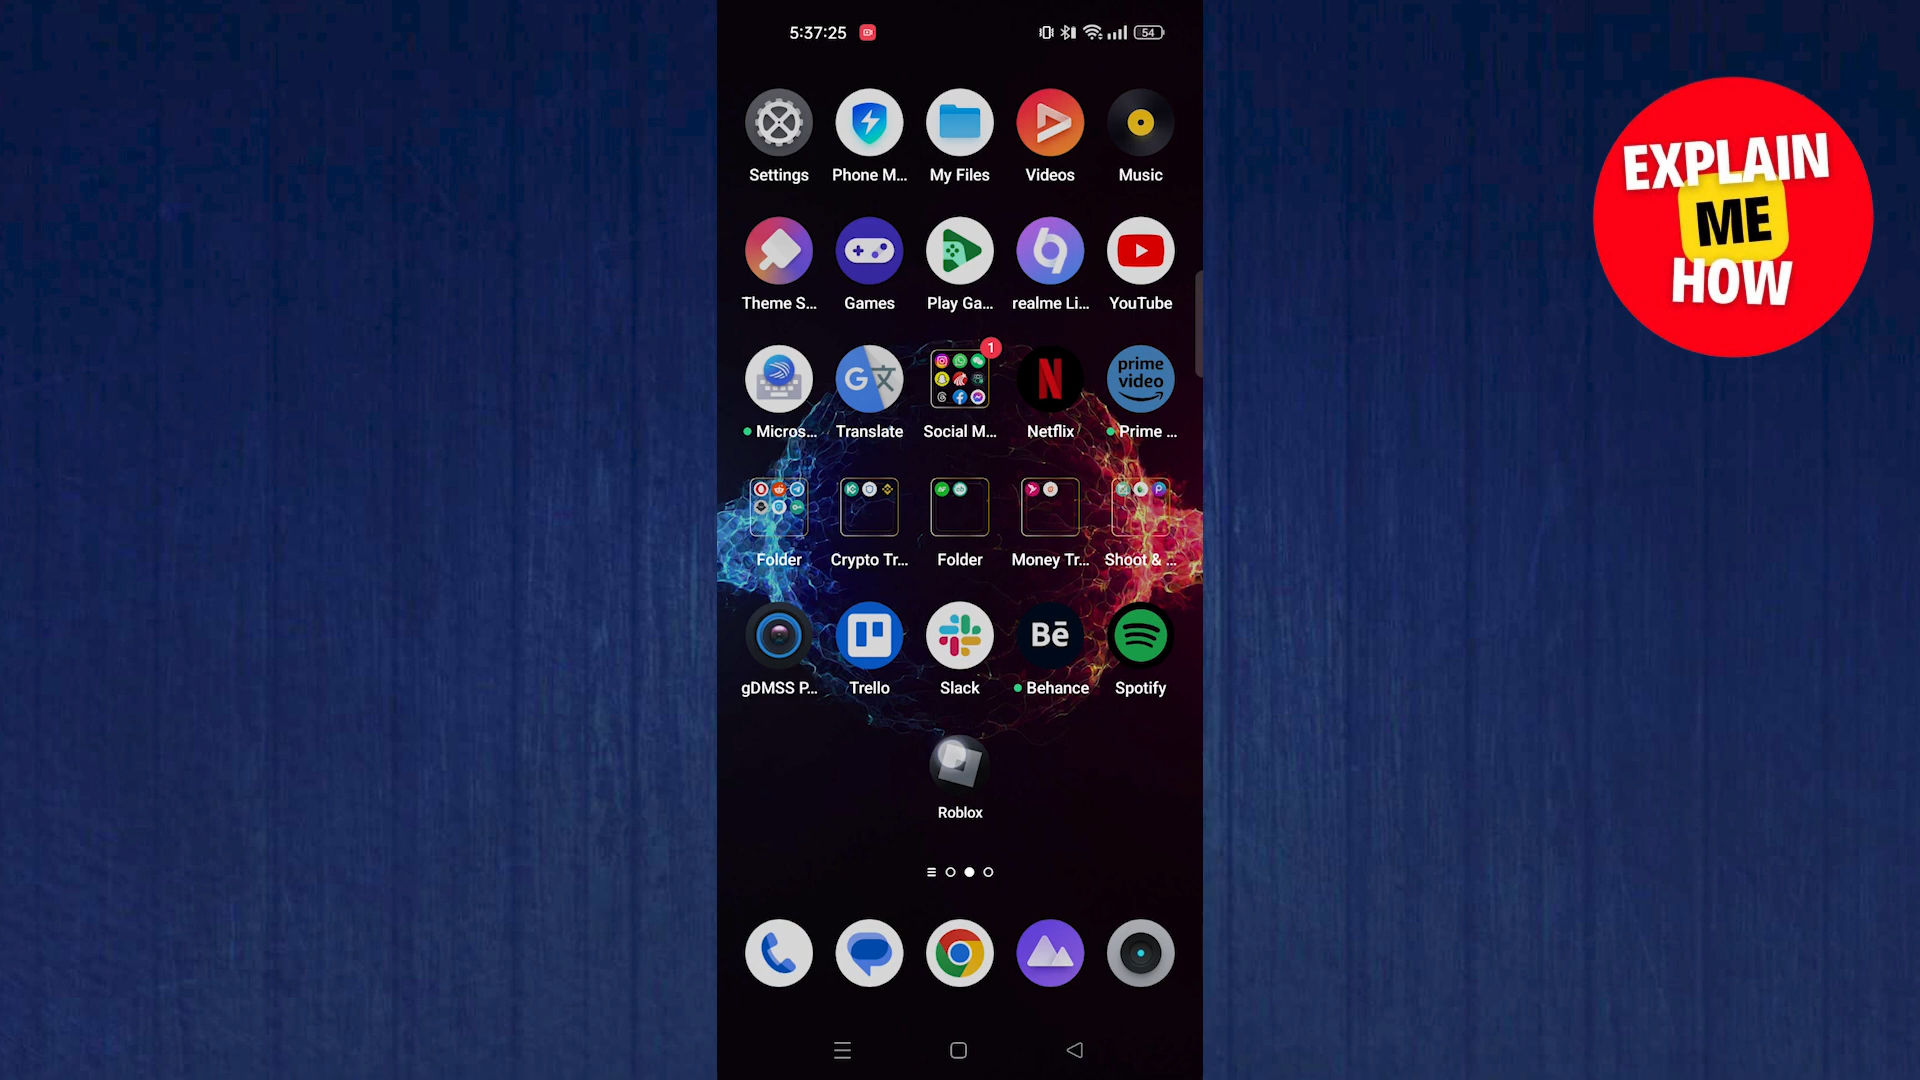 5:37:25
54
EXPLAIN
ME
HOW
Settings
Phone M...
My Files
Videos
Music
Theme S...
Games
Play Ga...
realme Li...
YouTube
prime
video
1
Micros...
Translate
Social M...
Netflix
Prime ...
Folder
Crypto Tr...
Folder
Money Tr...
Shoot & ...
Bē
gDMSS P...
Trello
Slack
Behance
Spotify
Roblox